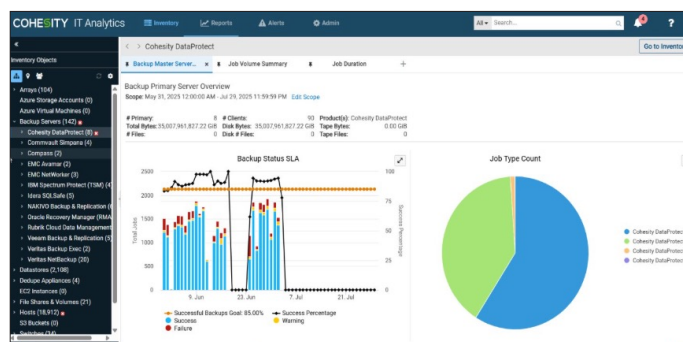 COHESITY IT Analytics
Inventory
Reports
Alerts
Admin
All
Search...
?
Cohesity DataProtect
Go to Inventor
Inventory Objects
Backup Master Server... ×
Job Volume Summary
Job Duration
+
Backup Primary Server Overview
Scope: May 31, 2025 12:00:00 AM - Jul 29, 2025 11:59:59 PM Edit Scope
# Primary: 8 # Clients: 90 Product(s): Cohesity DataProtect
Total Bytes: 35,007,961,827.22 GiB Disk Bytes: 35,007,961,827.22 GiB Tape Bytes: 0.00 GiB
# Files: 0 Disk # Files: 0 Tape Files: 0
Arrays (104)
Azure Storage Accounts (0)
Azure Virtual Machines (0)
Backup Servers (142)
Cohesity DataProtect (8)
Commvault Simpana (4)
Compass (2)
EMC Avamar (2)
EMC NetWorker (3)
IBM Spectrum Protect (TSM) (4
Idera SQLSafe (5)
NAKIVO Backup & Replication (
Oracle Recovery Manager (RMA
Rubrik Cloud Data Management
Veeam Backup & Replication (5
Veritas Backup Exec (2)
Veritas NetBackup (20)
Datastores (2,108)
Dedupe Appliances (4)
EC2 Instances (0)
File Shares & Volumes (21)
Hosts (18,912)
S3 Buckets (0)
Switches (34)
Backup Status SLA
Total Jobs
2500
2000
1500
1000
500
0
100
75
50
25
0
Success Percentage
9. Jun
23. Jun
7. Jul
21. Jul
Successful Backups Goal: 85.00%
Success Percentage
Success
Warning
Failure
Job Type Count
Cohesity DataProtec
Cohesity DataProtec
Cohesity DataProtec
Cohesity DataProtec